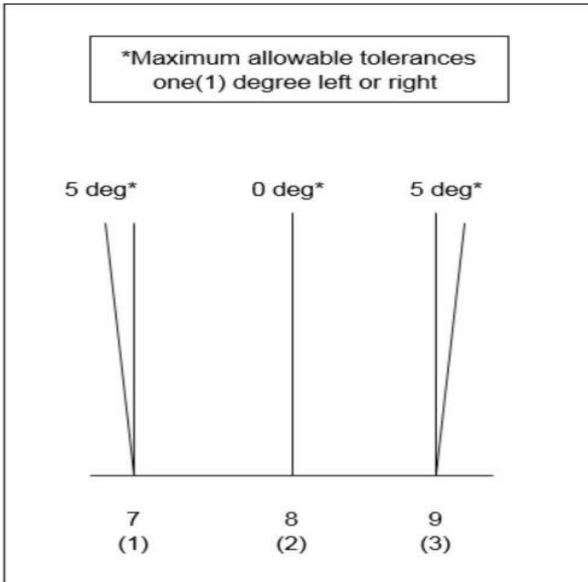 *Maximum allowable tolerances
one(1) degree left or right
5 deg* 0 deg* 5 deg*
7 8 9
(1) (2) (3)